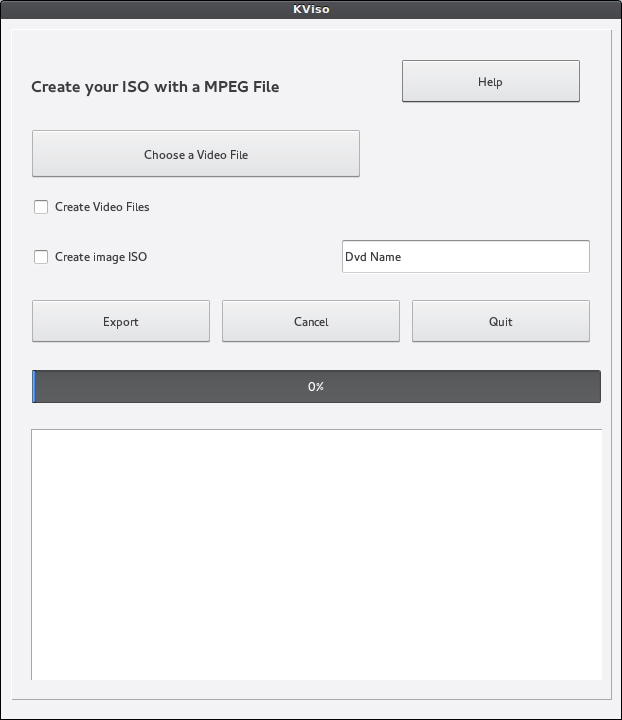 KViso
Create your ISO with a MPEG File
Help
Choose a Video File
Create Video Files
Create image ISO
Dvd Name
Export
Cancel
Quit
0%